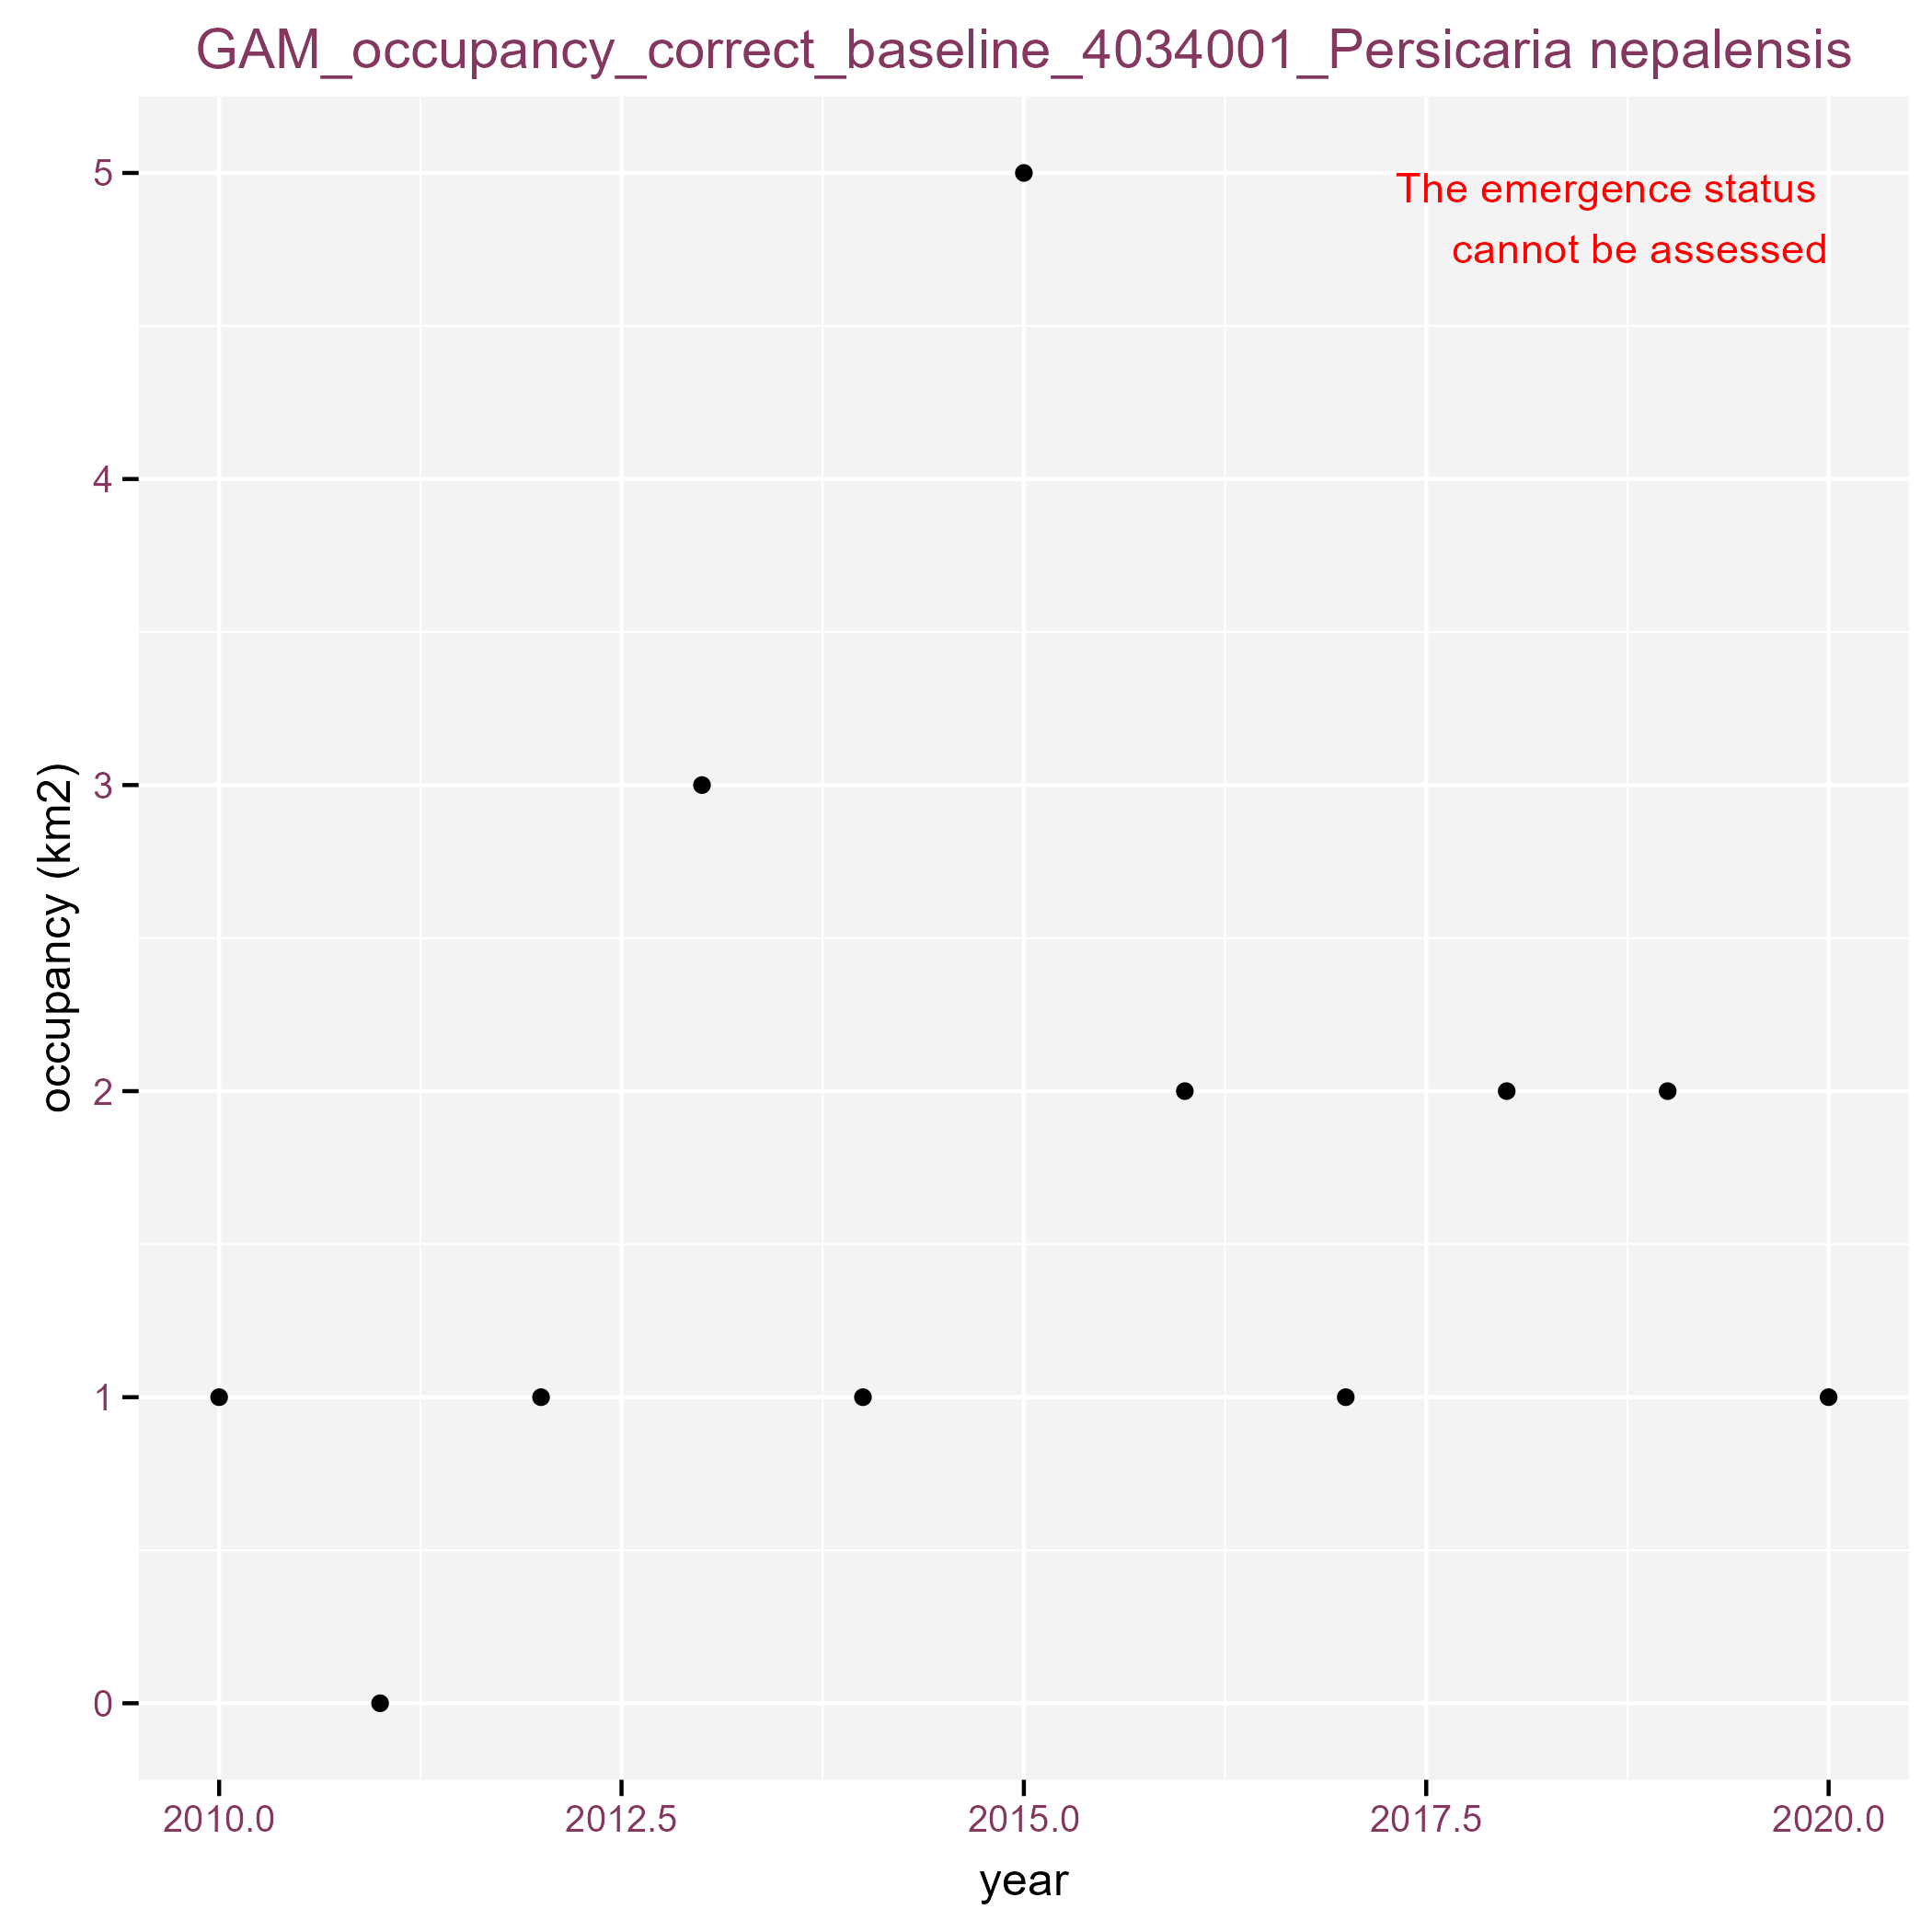 GAM_occupancy_correct_baseline_4034001_Persicaria nepalensis
The emergence status
cannot be assessed
5
4
3
2
1
0
occupancy (km2)
2010.0 2012.5 2015.0 2017.5 2020.0
year